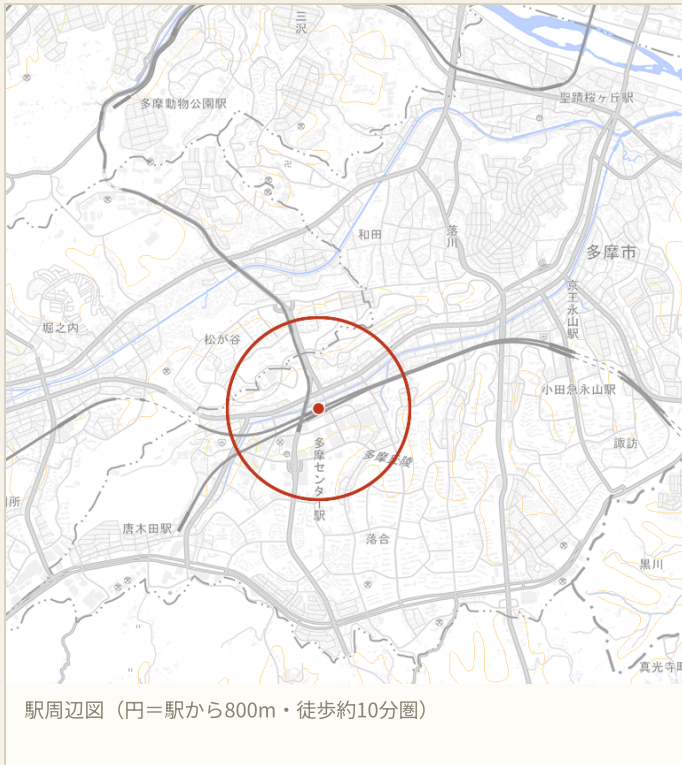 三沢
多摩動物公園駅
聖蹟桜ヶ丘駅
和田
落川
多摩市
京王永山駅
堀之内
松が谷
小田急永山駅
多摩センター駅
多摩丘陵
諏訪
唐木田駅
落合
黒川
真光寺町
駅周辺図（円＝駅から800m・徒歩約10分圏）